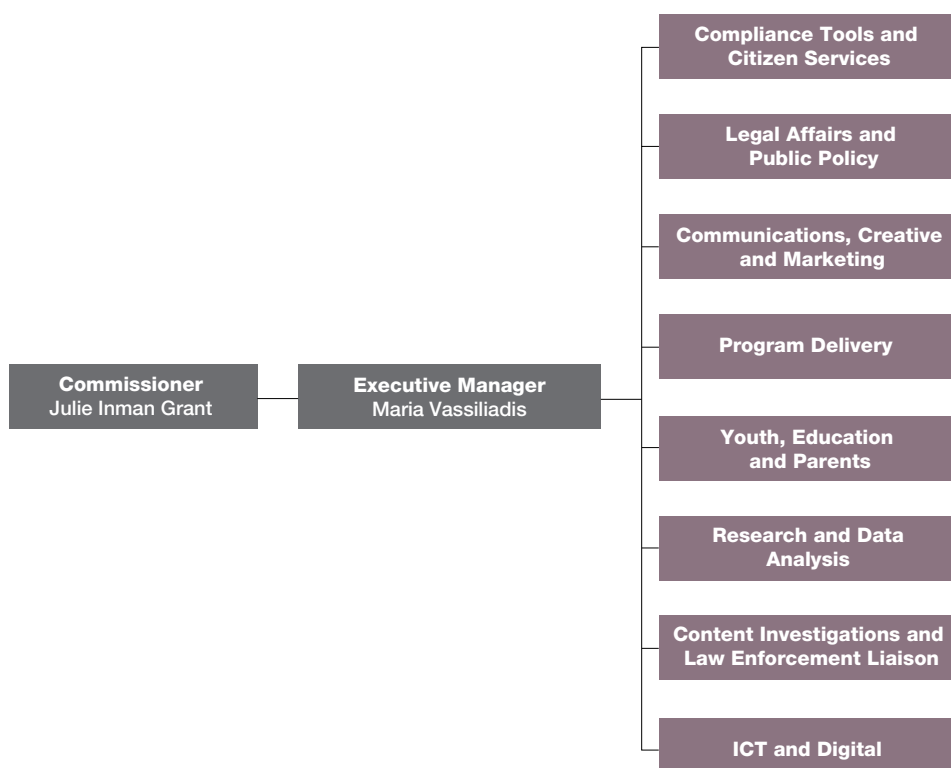 Compliance Tools and
Citizen Services
Legal Affairs and
Public Policy
Communications, Creative
and Marketing
Program Delivery
Commissioner
Julie Inman Grant
Executive Manager
Maria Vassiliadis
Youth, Education
and Parents
Research and Data
Analysis
Content Investigations and
Law Enforcement Liaison
ICT and Digital